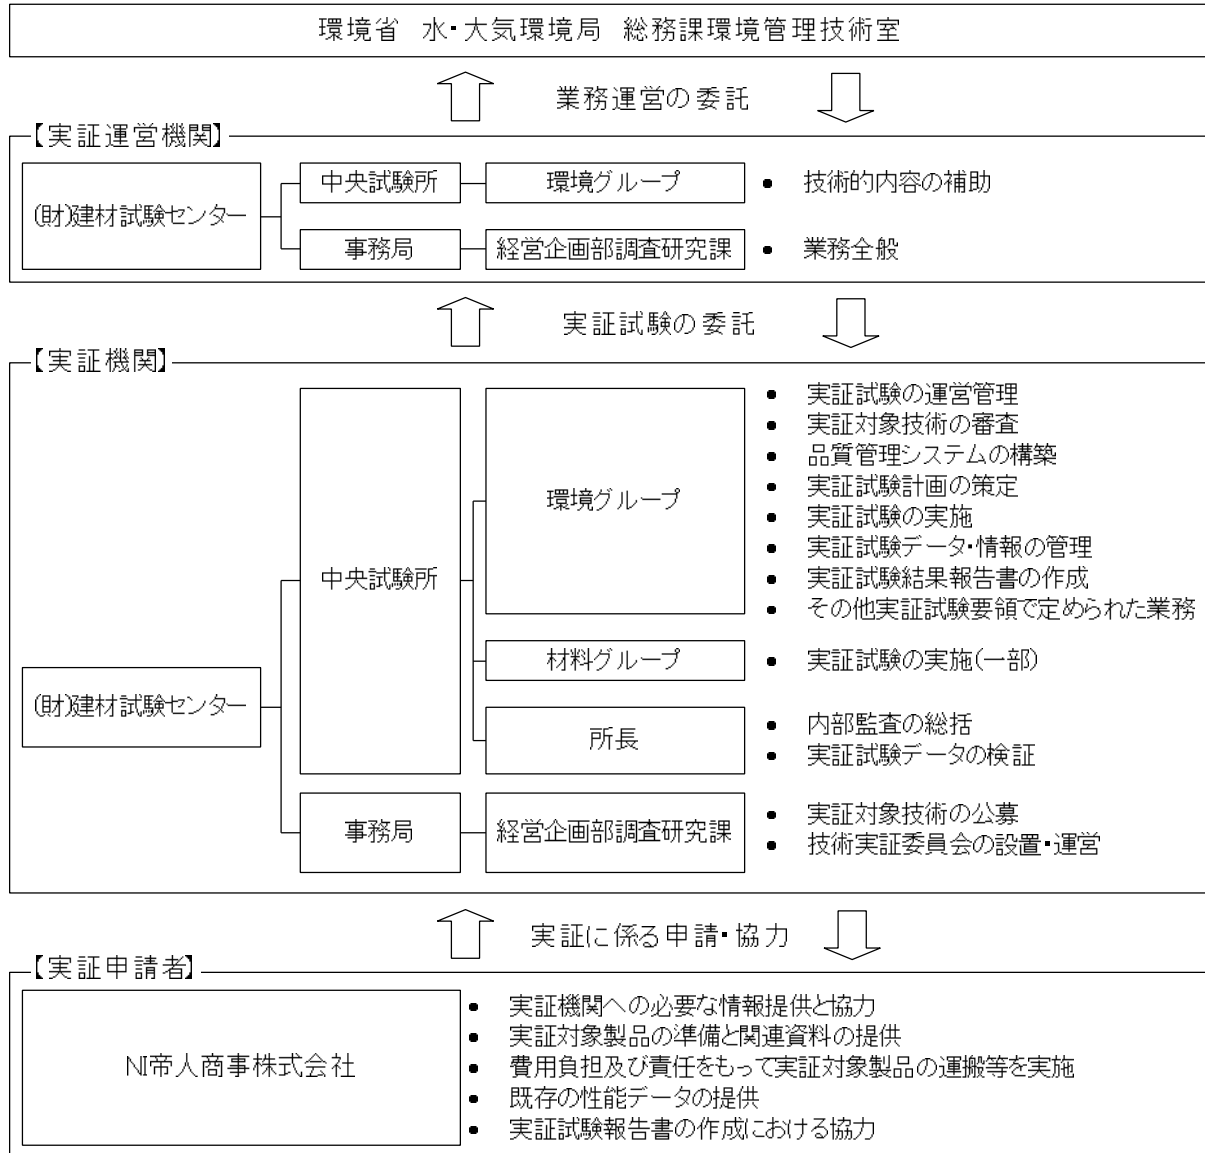 環境省 水・大気環境局 総務課環境管理技術室
業務運営の委託
【実証運営機関】
(財)建材試験センター
中央試験所
環境グループ
• 技術的内容の補助
事務局
経営企画部調査研究課
• 業務全般
実証試験の委託
【実証機関】
(財)建材試験センター
中央試験所
環境グループ
• 実証試験の運営管理
• 実証対象技術の審査
• 品質管理システムの構築
• 実証試験計画の策定
• 実証試験の実施
• 実証試験データ・情報の管理
• 実証試験結果報告書の作成
• その他実証試験要領で定められた業務
材料グループ
• 実証試験の実施(一部)
所長
• 内部監査の総括
• 実証試験データの検証
事務局
経営企画部調査研究課
• 実証対象技術の公募
• 技術実証委員会の設置・運営
実証に係る申請・協力
【実証申請者】
NI帝人商事株式会社
• 実証機関への必要な情報提供と協力
• 実証対象製品の準備と関連資料の提供
• 費用負担及び責任をもって実証対象製品の運搬等を実施
• 既存の性能データの提供
• 実証試験報告書の作成における協力